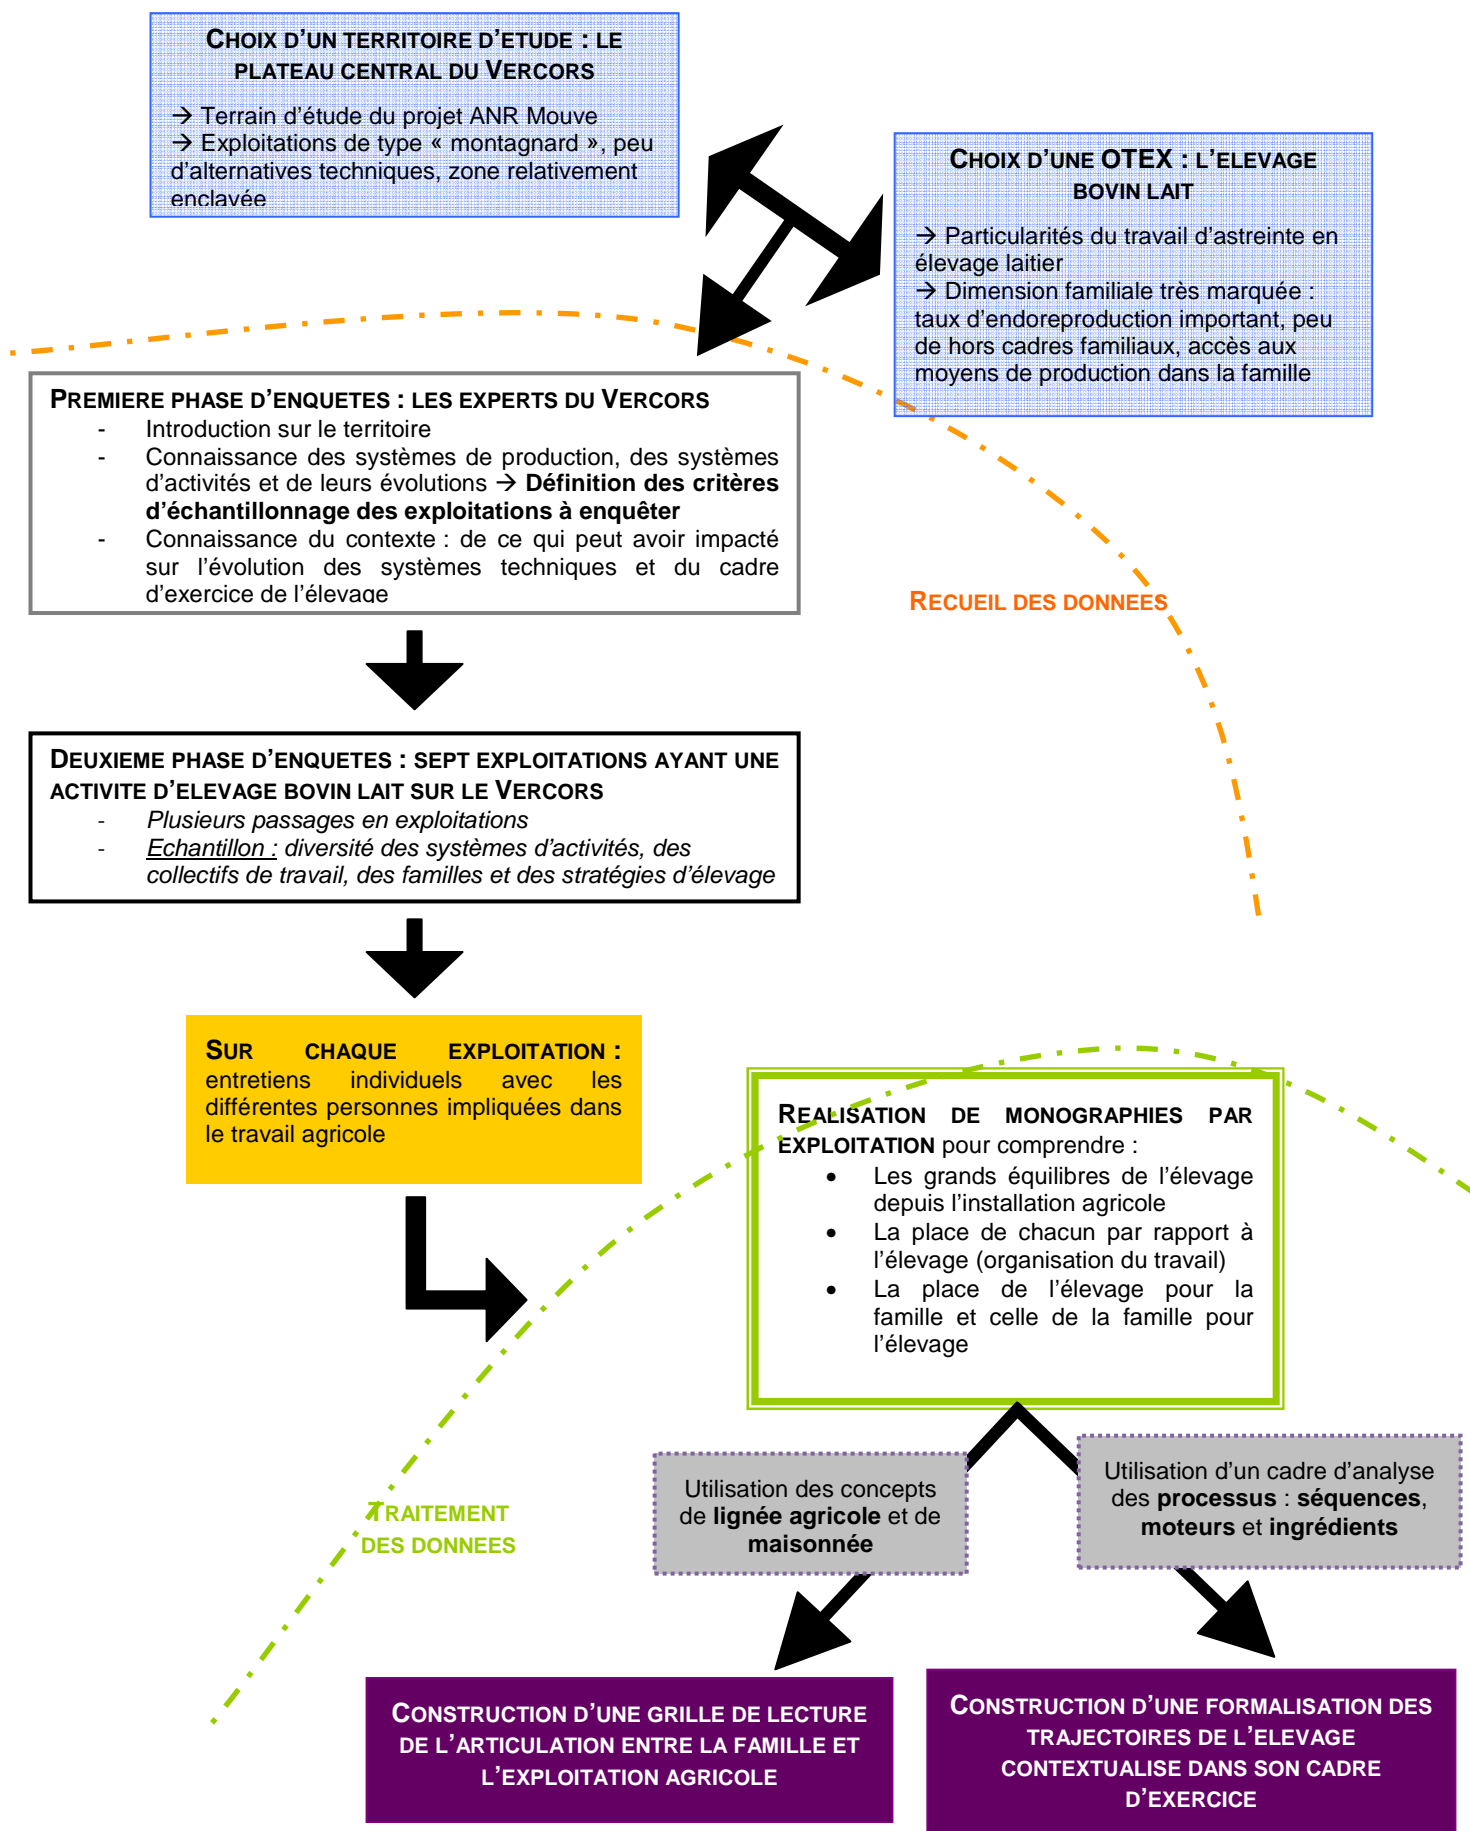 CHOIX D'UN TERRITOIRE D'ETUDE : LE
PLATEAU CENTRAL DU VERCORS
→ Terrain d'étude du projet ANR Mouve
→ Exploitations de type « montagnard », peu
d'alternatives techniques, zone relativement
enclavée
CHOIX D'UNE OTEX : L'ELEVAGE
BOVIN LAIT
→ Particularités du travail d'astreinte en
élevage laitier
→ Dimension familiale très marquée :
taux d'endoreproduction important, peu
de hors cadres familiaux, accès aux
moyens de production dans la famille
PREMIERE PHASE D'ENQUETES : LES EXPERTS DU VERCORS
- Introduction sur le territoire
- Connaissance des systèmes de production, des systèmes
d'activités et de leurs évolutions → Définition des critères
d'échantillonnage des exploitations à enquêter
- Connaissance du contexte : de ce qui peut avoir impacté
sur l'évolution des systèmes techniques et du cadre
d'exercice de l'élevage
RECUEIL DES DONNEES
DEUXIEME PHASE D'ENQUETES : SEPT EXPLOITATIONS AYANT UNE
ACTIVITE D'ELEVAGE BOVIN LAIT SUR LE VERCORS
- Plusieurs passages en exploitations
- Echantillon : diversité des systèmes d'activités, des
collectifs de travail, des familles et des stratégies d'élevage
SUR CHAQUE EXPLOITATION :
entretiens individuels avec les
différentes personnes impliquées dans
le travail agricole
REALISATION DE MONOGRAPHIES PAR
EXPLOITATION pour comprendre :
• Les grands équilibres de l'élevage
depuis l'installation agricole
• La place de chacun par rapport à
l'élevage (organisation du travail)
• La place de l'élevage pour la
famille et celle de la famille pour
l'élevage
TRAITEMENT
DES DONNEES
Utilisation des concepts
de lignée agricole et de
maisonnée
Utilisation d'un cadre d'analyse
des processus : séquences,
moteurs et ingrédients
CONSTRUCTION D'UNE GRILLE DE LECTURE
DE L'ARTICULATION ENTRE LA FAMILLE ET
L'EXPLOITATION AGRICOLE
CONSTRUCTION D'UNE FORMALISATION DES
TRAJECTOIRES DE L'ELEVAGE
CONTEXTUALISE DANS SON CADRE
D'EXERCICE